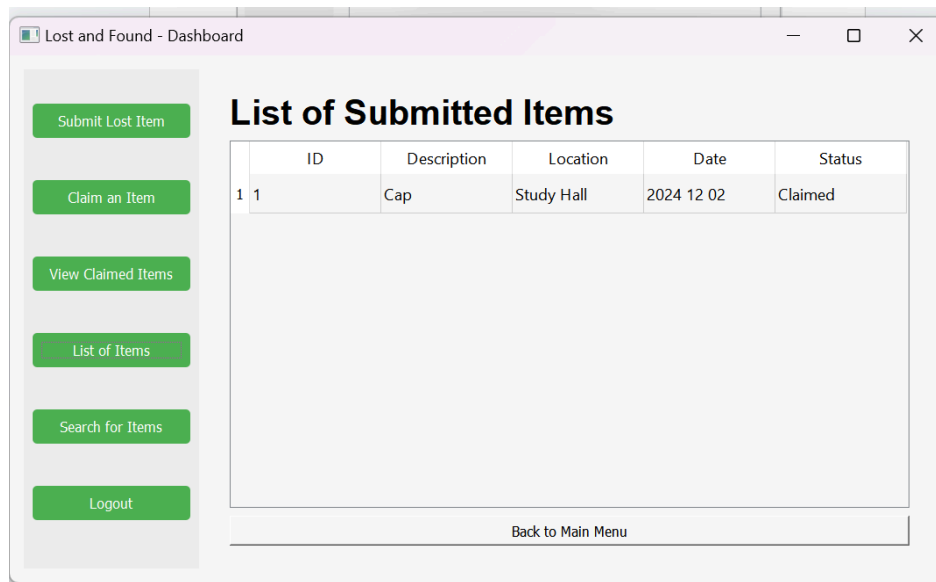 Lost and Found - Dashboard
Submit Lost Item
Claim an Item
View Claimed Items
List of Items
Search for Items
Logout
List of Submitted Items
ID Description Location Date Status
1 1 Cap Study Hall 2024 12 02 Claimed
Back to Main Menu